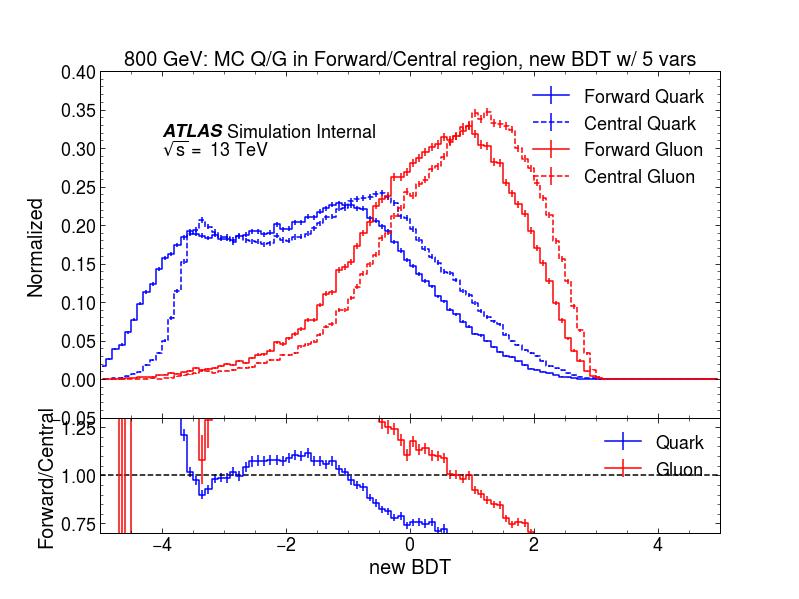 800 GeV: MC Q/G in Forward/Central region, new BDT w/ 5 vars
0.40
0.35
0.30
0.25
0.20
0.15
0.10
0.05
0.00
0.05
Normalized
ATLAS Simulation Internal
√s = 13 TeV
Forward Quark
Central Quark
Forward Gluon
Central Gluon
1.25
1.00
0.75
Forward/Central
Quark
Gluon
−4 −2 0 2 4
new BDT